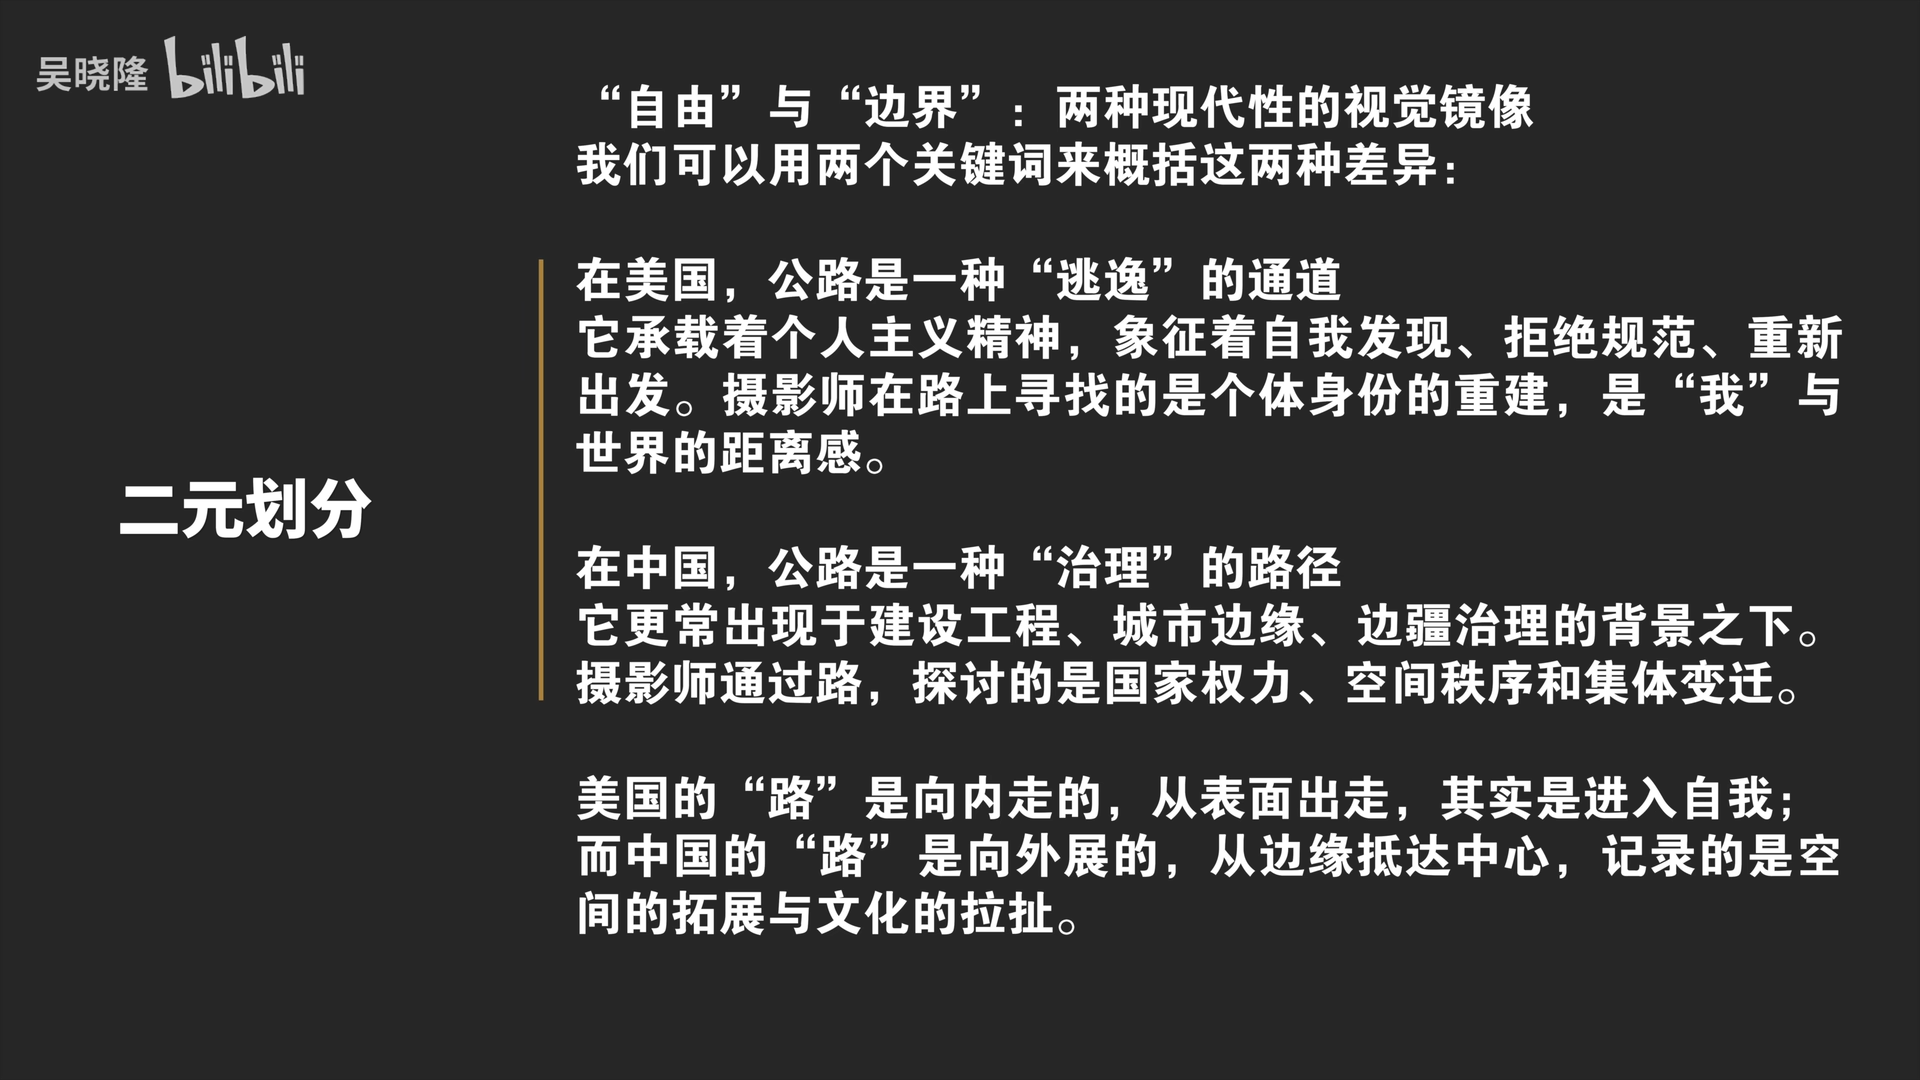 吴晓隆 bilibili
“自由”与“边界”：两种现代性的视觉镜像
我们可以用两个关键词来概括这两种差异：
在美国，公路是一种“逃逸”的通道
它承载着个人主义精神，象征着自我发现、拒绝规范、重新
出发。摄影师在路上寻找的是个体身份的重建，是“我”与
世界的距离感。
二元划分
在中国，公路是一种“治理”的路径
它更常出现于建设工程、城市边缘、边疆治理的背景之下。
摄影师通过路，探讨的是国家权力、空间秩序和集体变迁。
美国的“路”是向内走的，从表面出走，其实是进入自我；
而中国的“路”是向外展的，从边缘抵达中心，记录的是空
间的拓展与文化的拉扯。